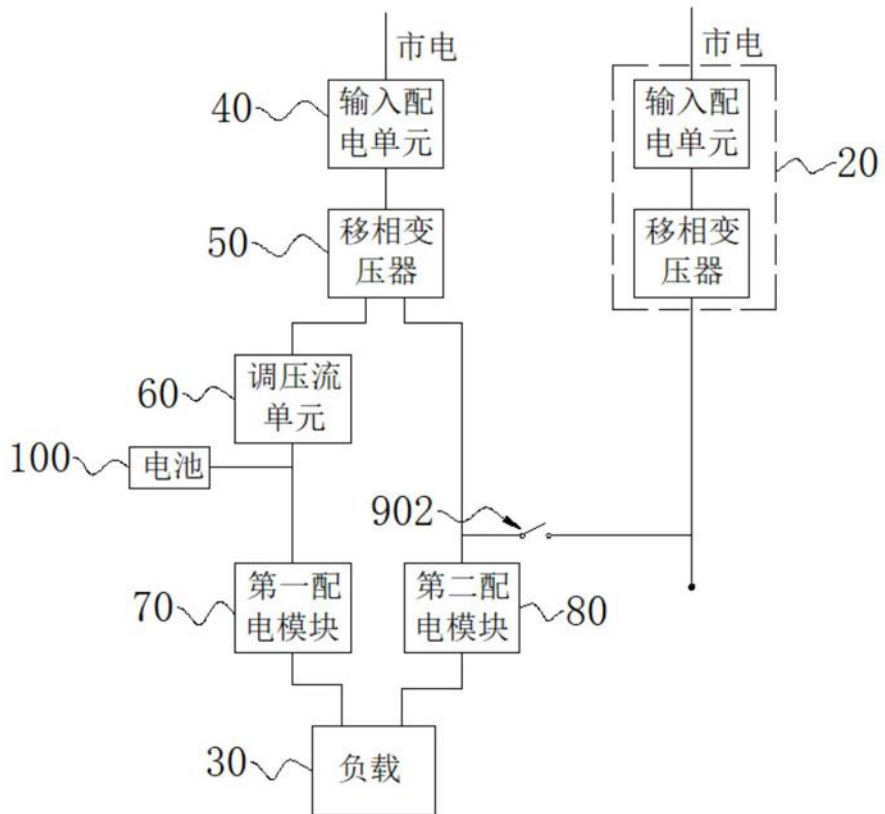 市电
市电
40
输入配
电单元
输入配
电单元
20
50
移相变
压器
移相变
压器
60
调压流
单元
100
电池
902
70
第一配
电模块
第二配
电模块
80
30
负载